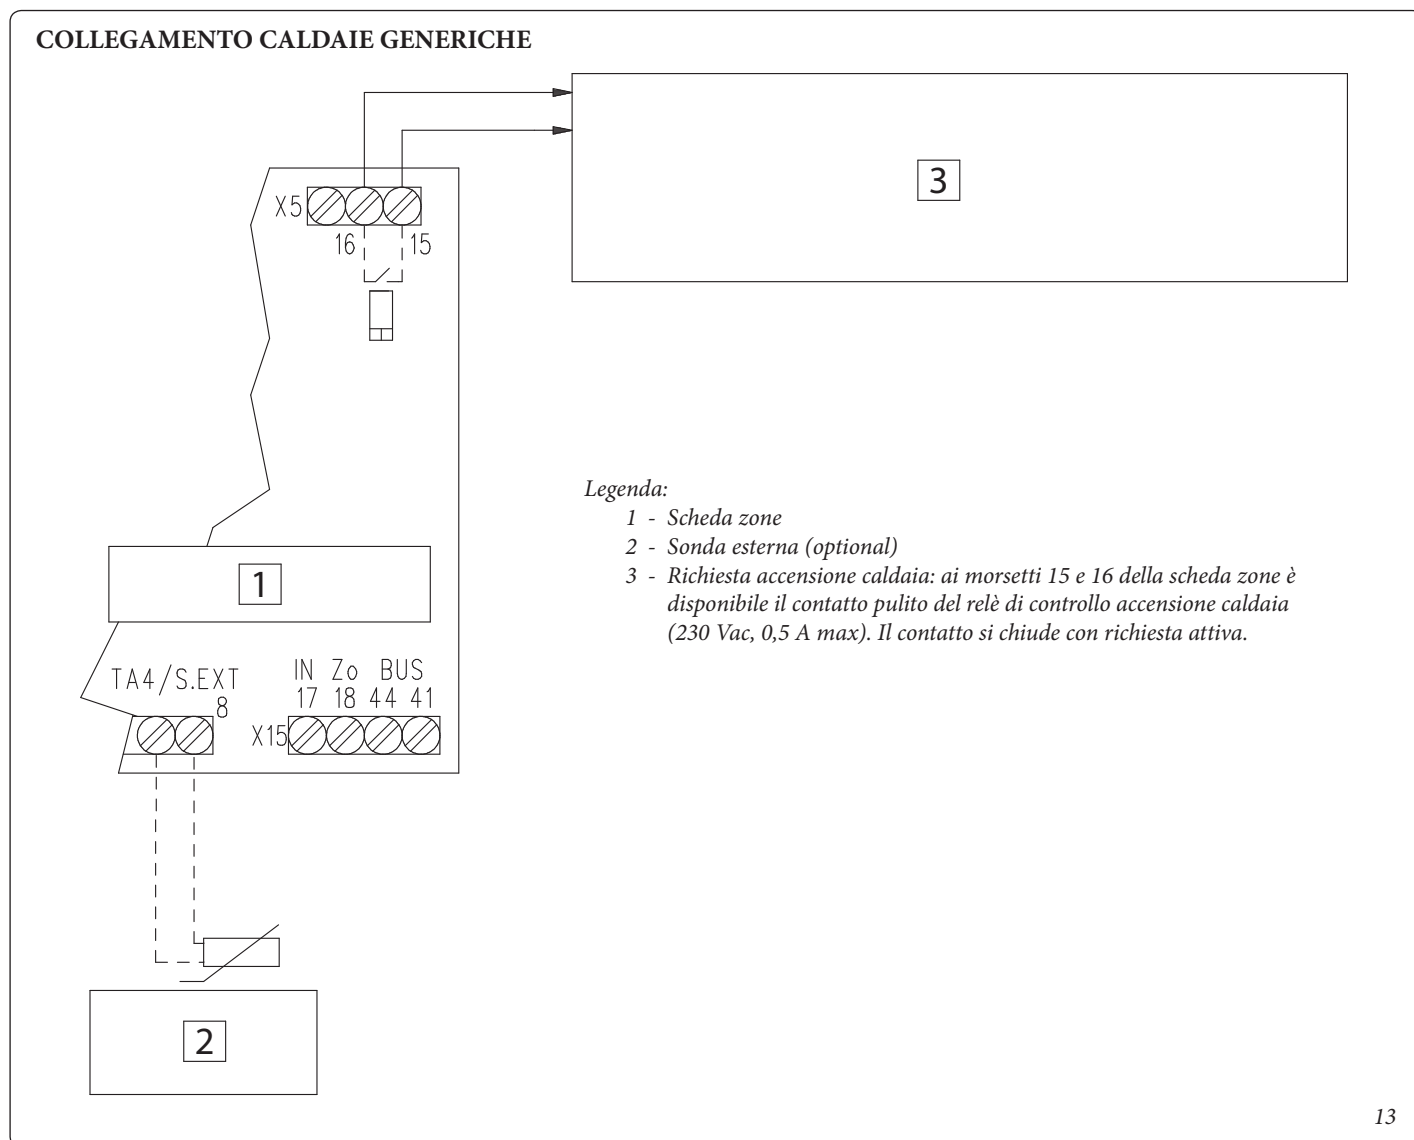 COLLEGAMENTO CALDAIE GENERICHE
3
X5
16 15
Legenda:
1 - Scheda zone
2 - Sonda esterna (optional)
3 - Richiesta accensione caldaia: ai morsetti 15 e 16 della scheda zone è
disponibile il contatto pulito del relè di controllo accensione caldaia
(230 Vac, 0,5 A max). Il contatto si chiude con richiesta attiva.
1
TA4/S.EXT
8
IN Zo BUS
17 18 44 41
X15
2
13